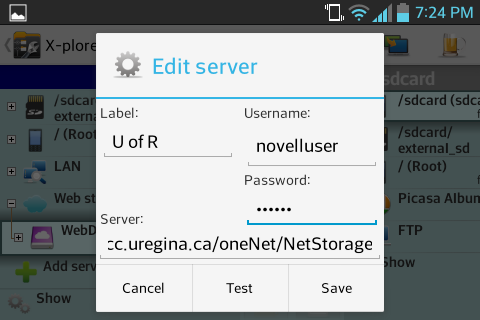 7:24 PM
X-plore
Edit server
/sdcard
Label:
Username:
U of R
novelluser
Password:
••••••
Server:
cc.uregina.ca/oneNet/NetStorage
Cancel
Test
Save
/sdcard
external
/ (Root)
LAN
Web st
WebD
Add serv
Show
/sdcard (sdca
/sdcard/
external_sd
/ (Root)
Picasa Album
FTP
Show